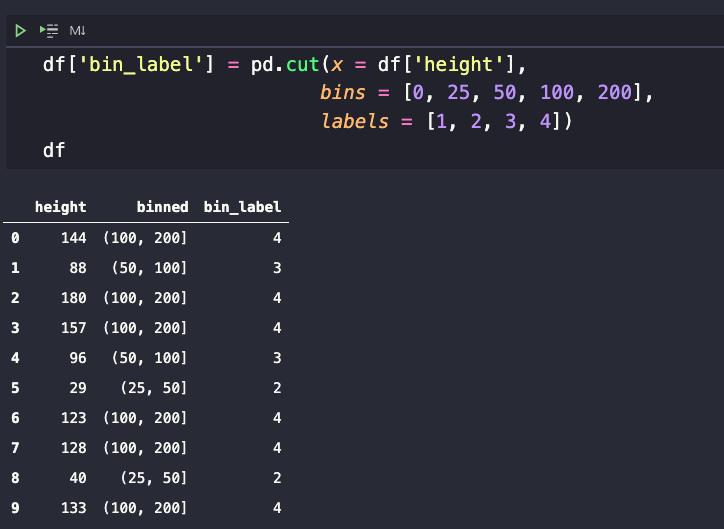 M↓
df['bin_label'] = pd.cut(x = df['height'],
bins = [0, 25, 50, 100, 200],
labels = [1, 2, 3, 4])
df
height binned bin_label
0 144 (100, 200] 4
1 88 (50, 100] 3
2 180 (100, 200] 4
3 157 (100, 200] 4
4 96 (50, 100] 3
5 29 (25, 50] 2
6 123 (100, 200] 4
7 128 (100, 200] 4
8 40 (25, 50] 2
9 133 (100, 200] 4